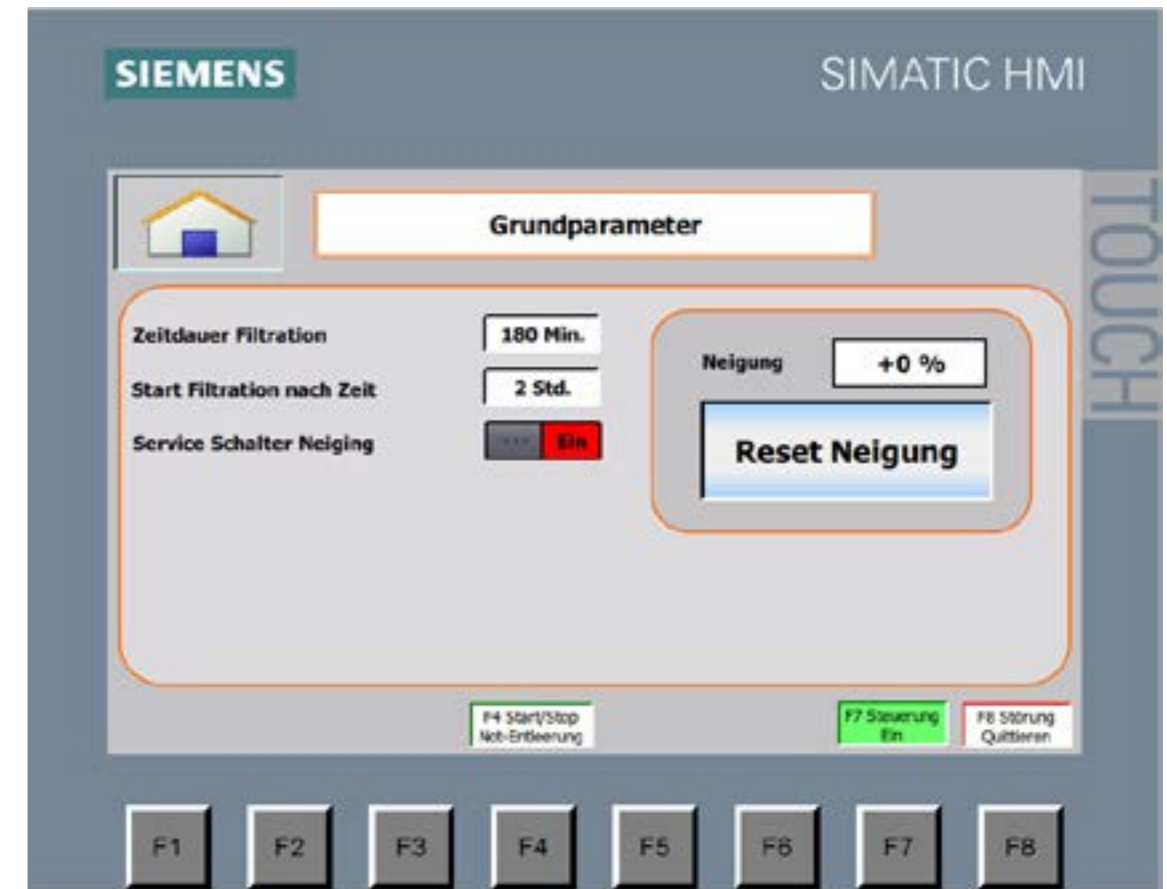 SIEMENS
SIMATIC HMI
TOUCH
Grundparameter
Zeitdauer Filtration
180 Min.
Start Filtration nach Zeit
2 Std.
Service Schalter Neiging
Ein
Neigung
+0 %
Reset Neigung
F4 Start/Stop
Not-Entleerung
F7 Steuerung
Ein
F8 Störung
Quittieren
F1
F2
F3
F4
F5
F6
F7
F8